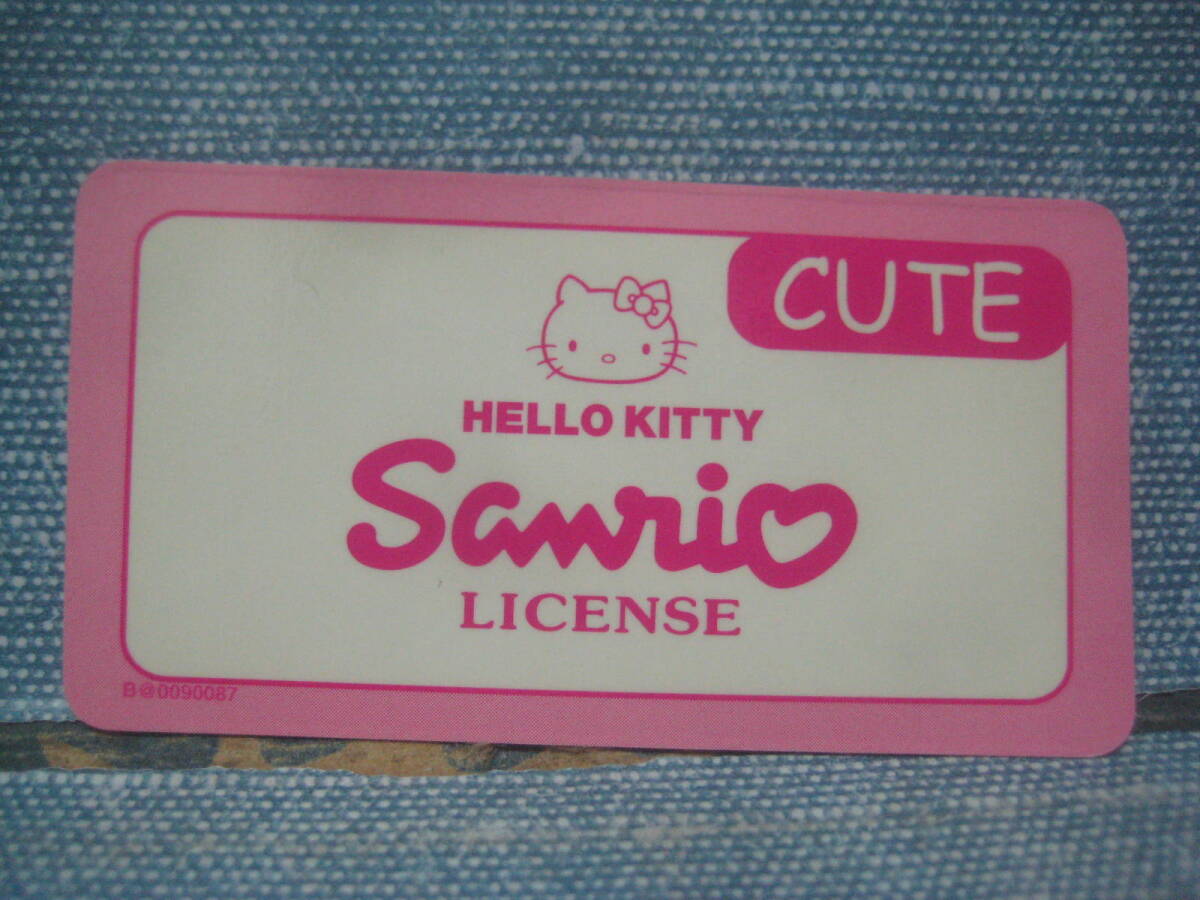 CUTE
HELLO KITTY
Sanrio
LICENSE
B@0090087